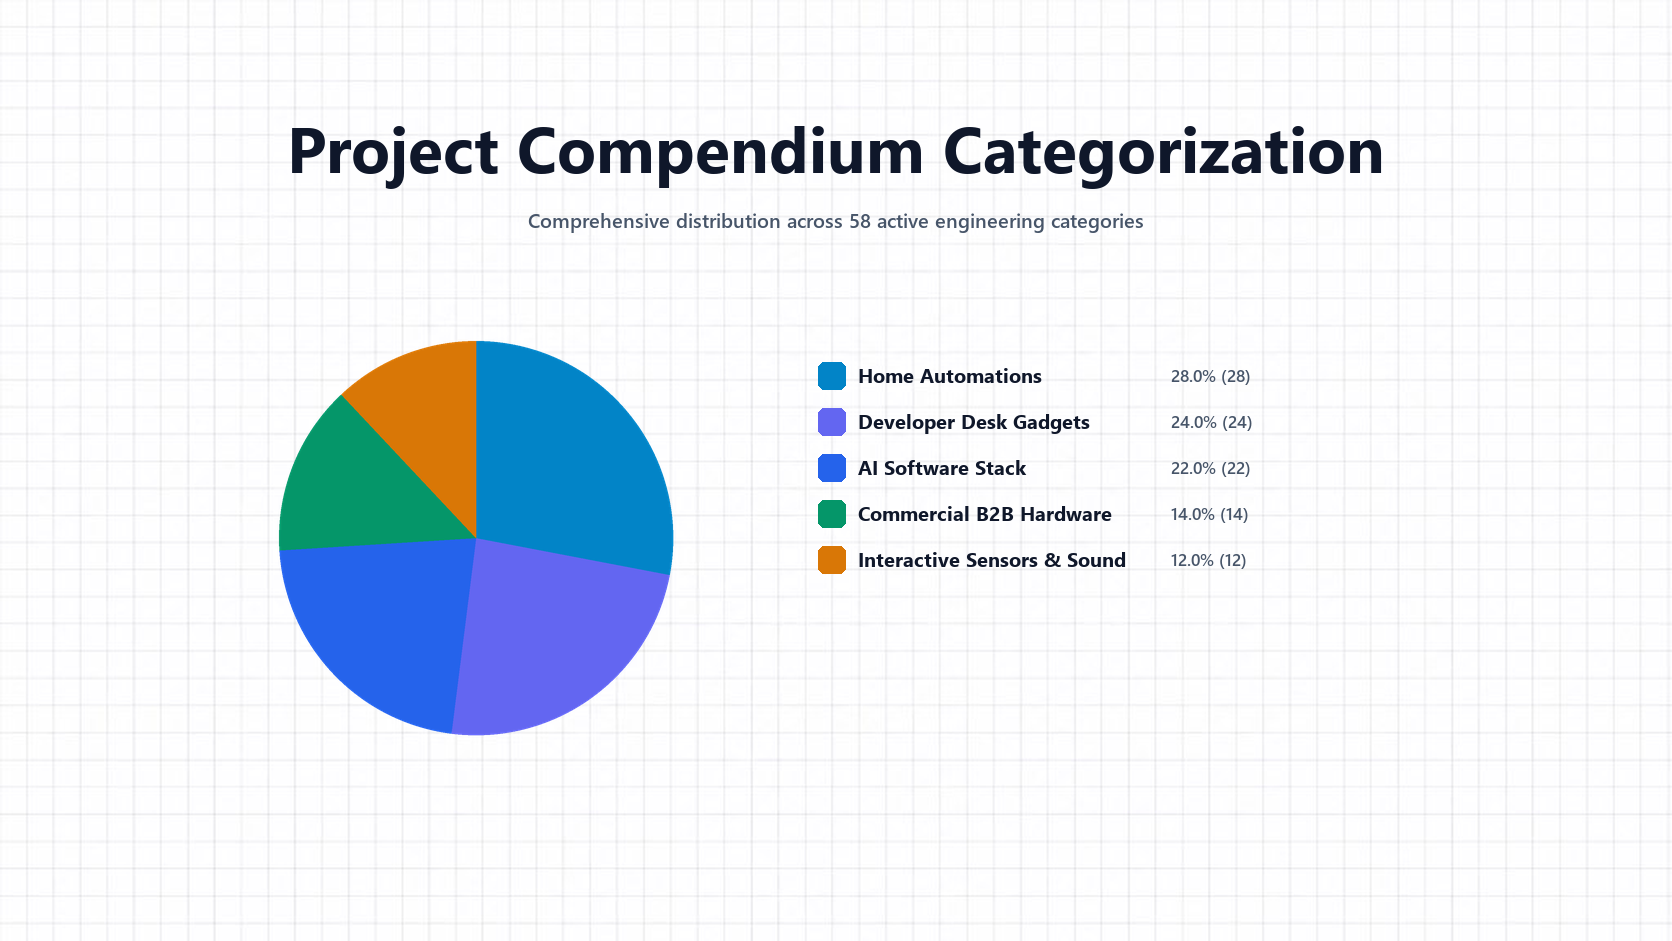 Project Compendium Categorization
Comprehensive distribution across 58 active engineering categories
Home Automations 28.0% (28)
Developer Desk Gadgets 24.0% (24)
AI Software Stack 22.0% (22)
Commercial B2B Hardware 14.0% (14)
Interactive Sensors & Sound 12.0% (12)